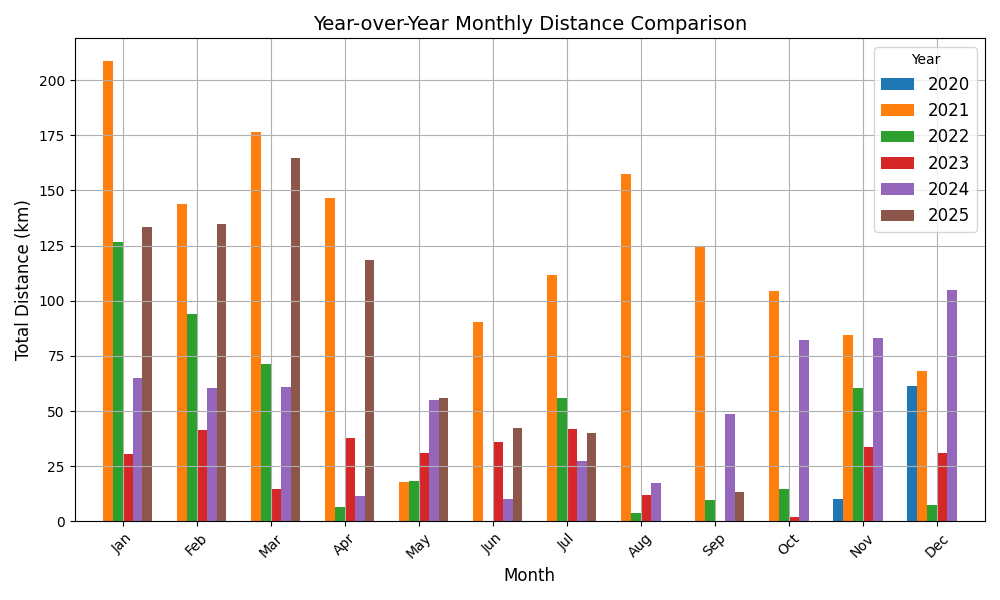 Year-over-Year Monthly Distance Comparison
Year
2020
2021
2022
2023
2024
2025
Total Distance (km)
200
175
150
125
100
75
50
25
0
Jan
Feb
Mar
Apr
May
Jun
Jul
Aug
Sep
Oct
Nov
Dec
Month